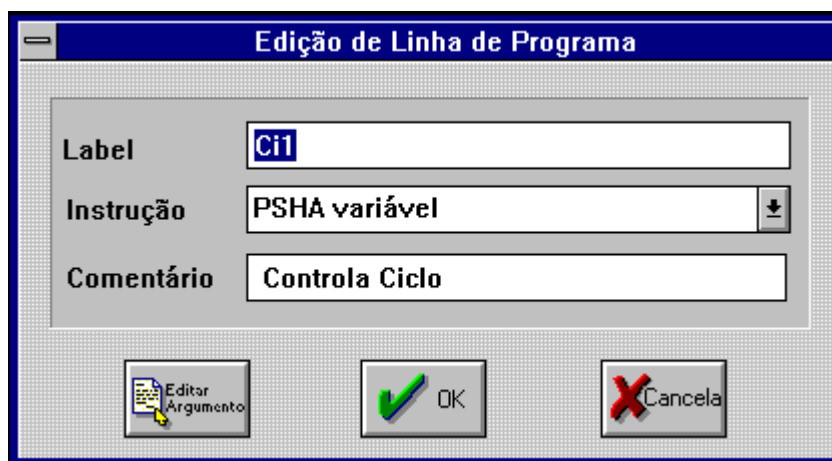 Edição de Linha de Programa
Label Ci1
Instrução PSHA variável
Comentário Controla Ciclo
Editar
Argumento
OK
Cancela